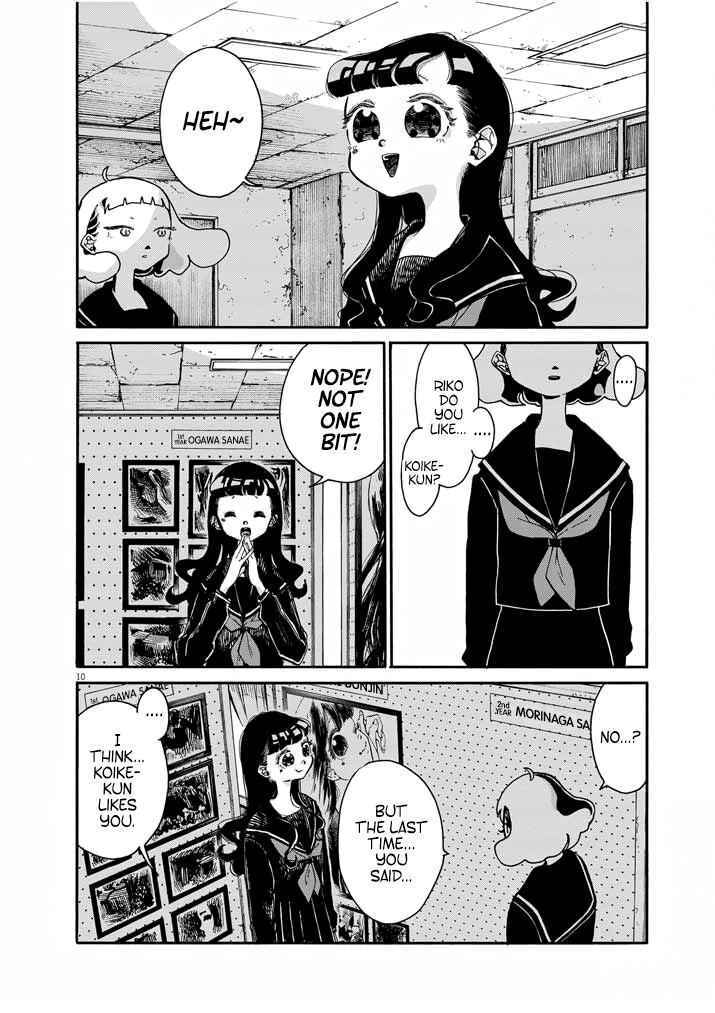 HEH~
....
RIKO
DO YOU
LIKE...
....
KOIKE-
KUN?
NOPE!
NOT
ONE
BIT!
1ST
YEAR OGAWA SANAE
10
NO...?
2nd
YEAR MORINAGA SA
BUT
THE LAST
TIME...
YOU
SAID...
1st OGAWA SANAE
BUNJIN
....
I
THINK...
KOIKE-
KUN
LIKES
YOU.